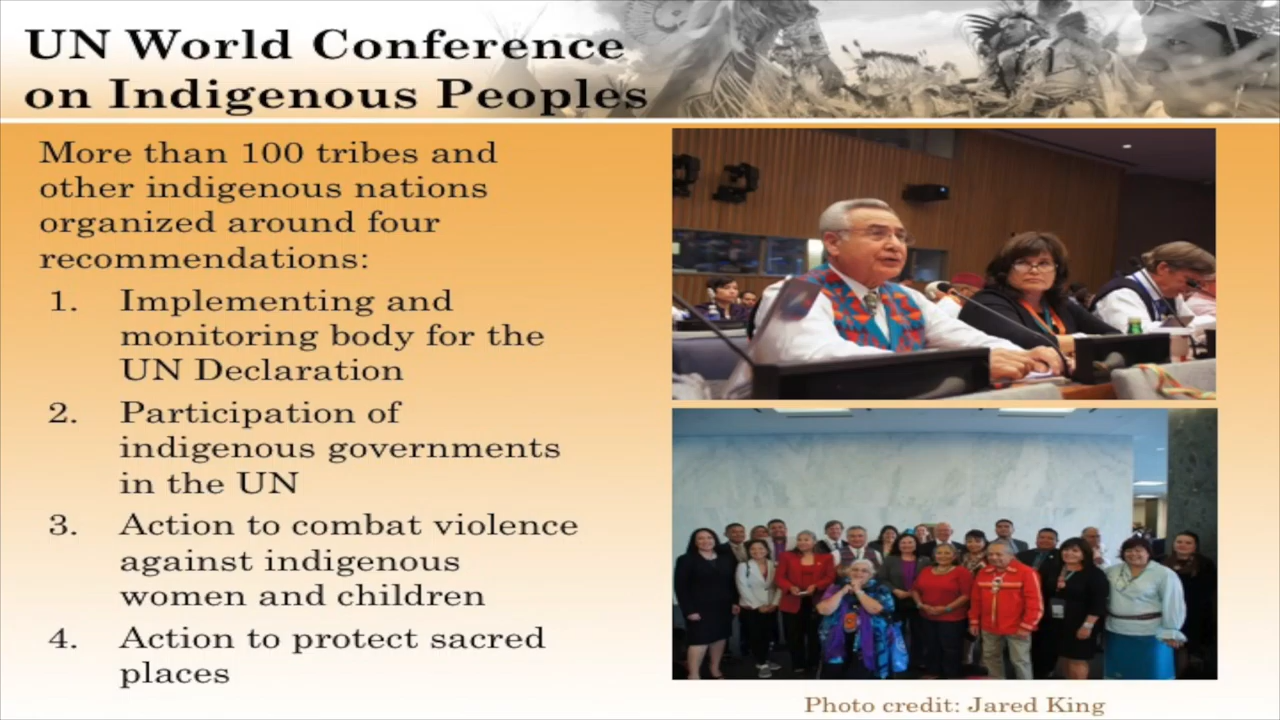 UN World Conference
on Indigenous Peoples
More than 100 tribes and
other indigenous nations
organized around four
recommendations:
1. Implementing and
monitoring body for the
UN Declaration
2. Participation of
indigenous governments
in the UN
3. Action to combat violence
against indigenous
women and children
4. Action to protect sacred
places
Photo credit: Jared King